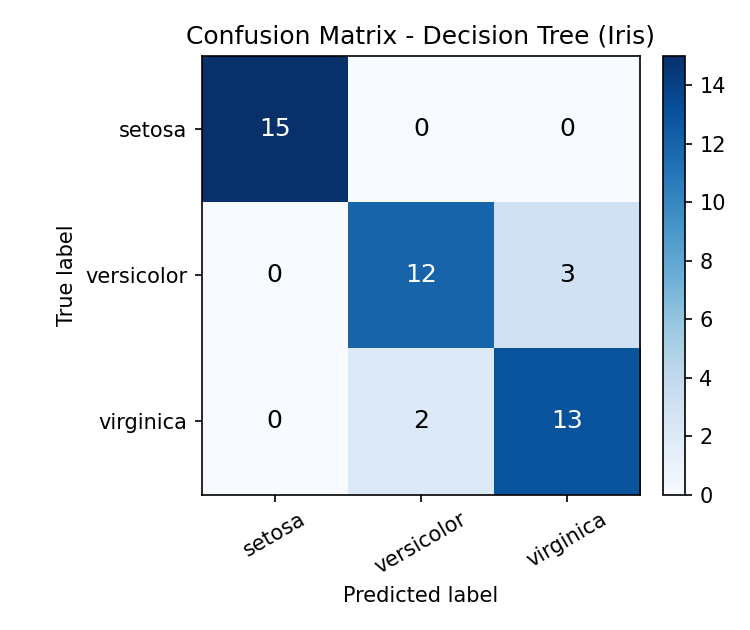 Confusion Matrix - Decision Tree (Iris)
setosa 15 0 0
versicolor 0 12 3
virginica 0 2 13
setosa versicolor virginica
Predicted label
True label
14
12
10
8
6
4
2
0